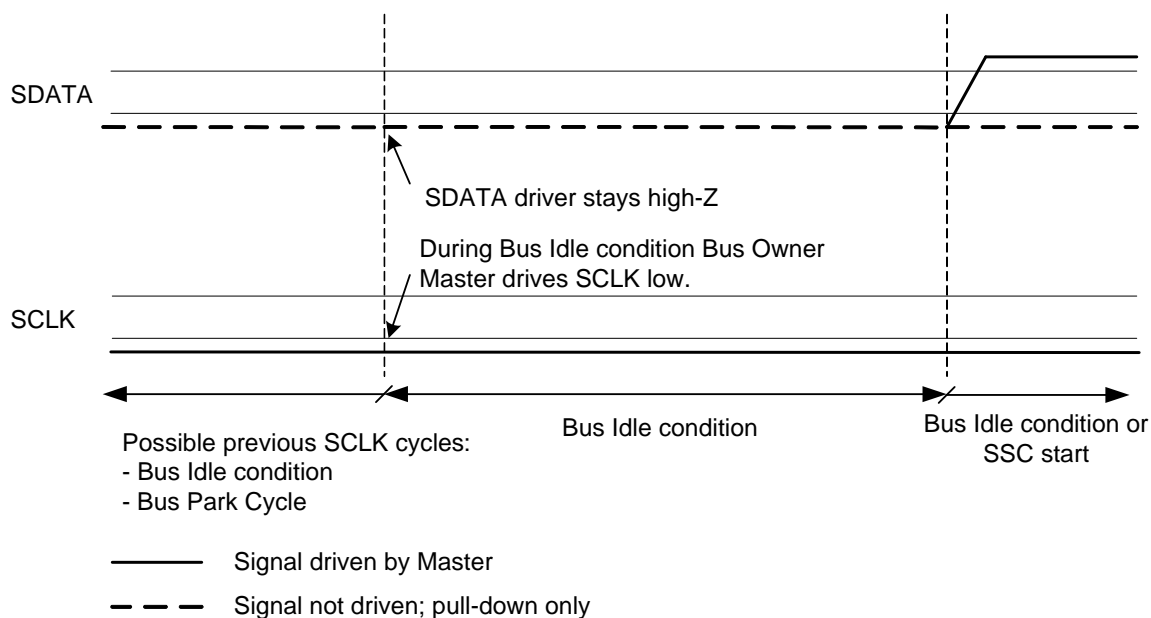 SDATA
SDATA driver stays high-Z
During Bus Idle condition Bus Owner
Master drives SCLK low.
SCLK
Possible previous SCLK cycles:
- Bus Idle condition
- Bus Park Cycle
Bus Idle condition
Bus Idle condition or
SSC start
Signal driven by Master
Signal not driven; pull-down only